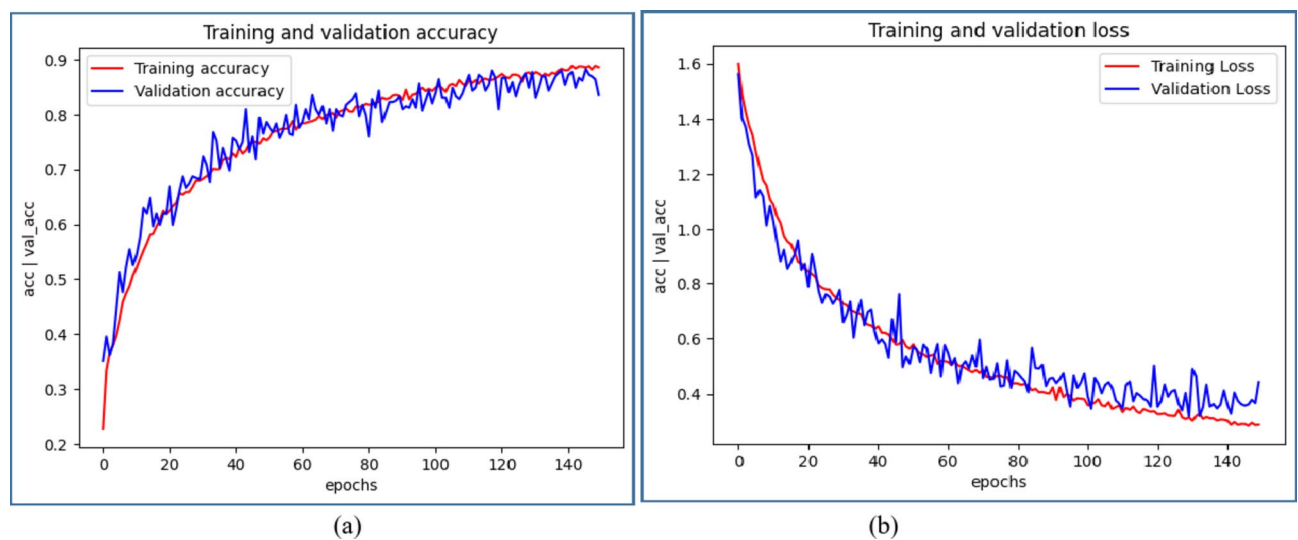 Training and validation accuracy
Training accuracy
Validation accuracy
acc | val_acc
0.9
0.8
0.7
0.6
0.5
0.4
0.3
0.2
0 20 40 60 80 100 120 140
epochs
(a)
Training and validation loss
Training Loss
Validation Loss
acc | val_acc
1.6
1.4
1.2
1.0
0.8
0.6
0.4
0 20 40 60 80 100 120 140
epochs
(b)